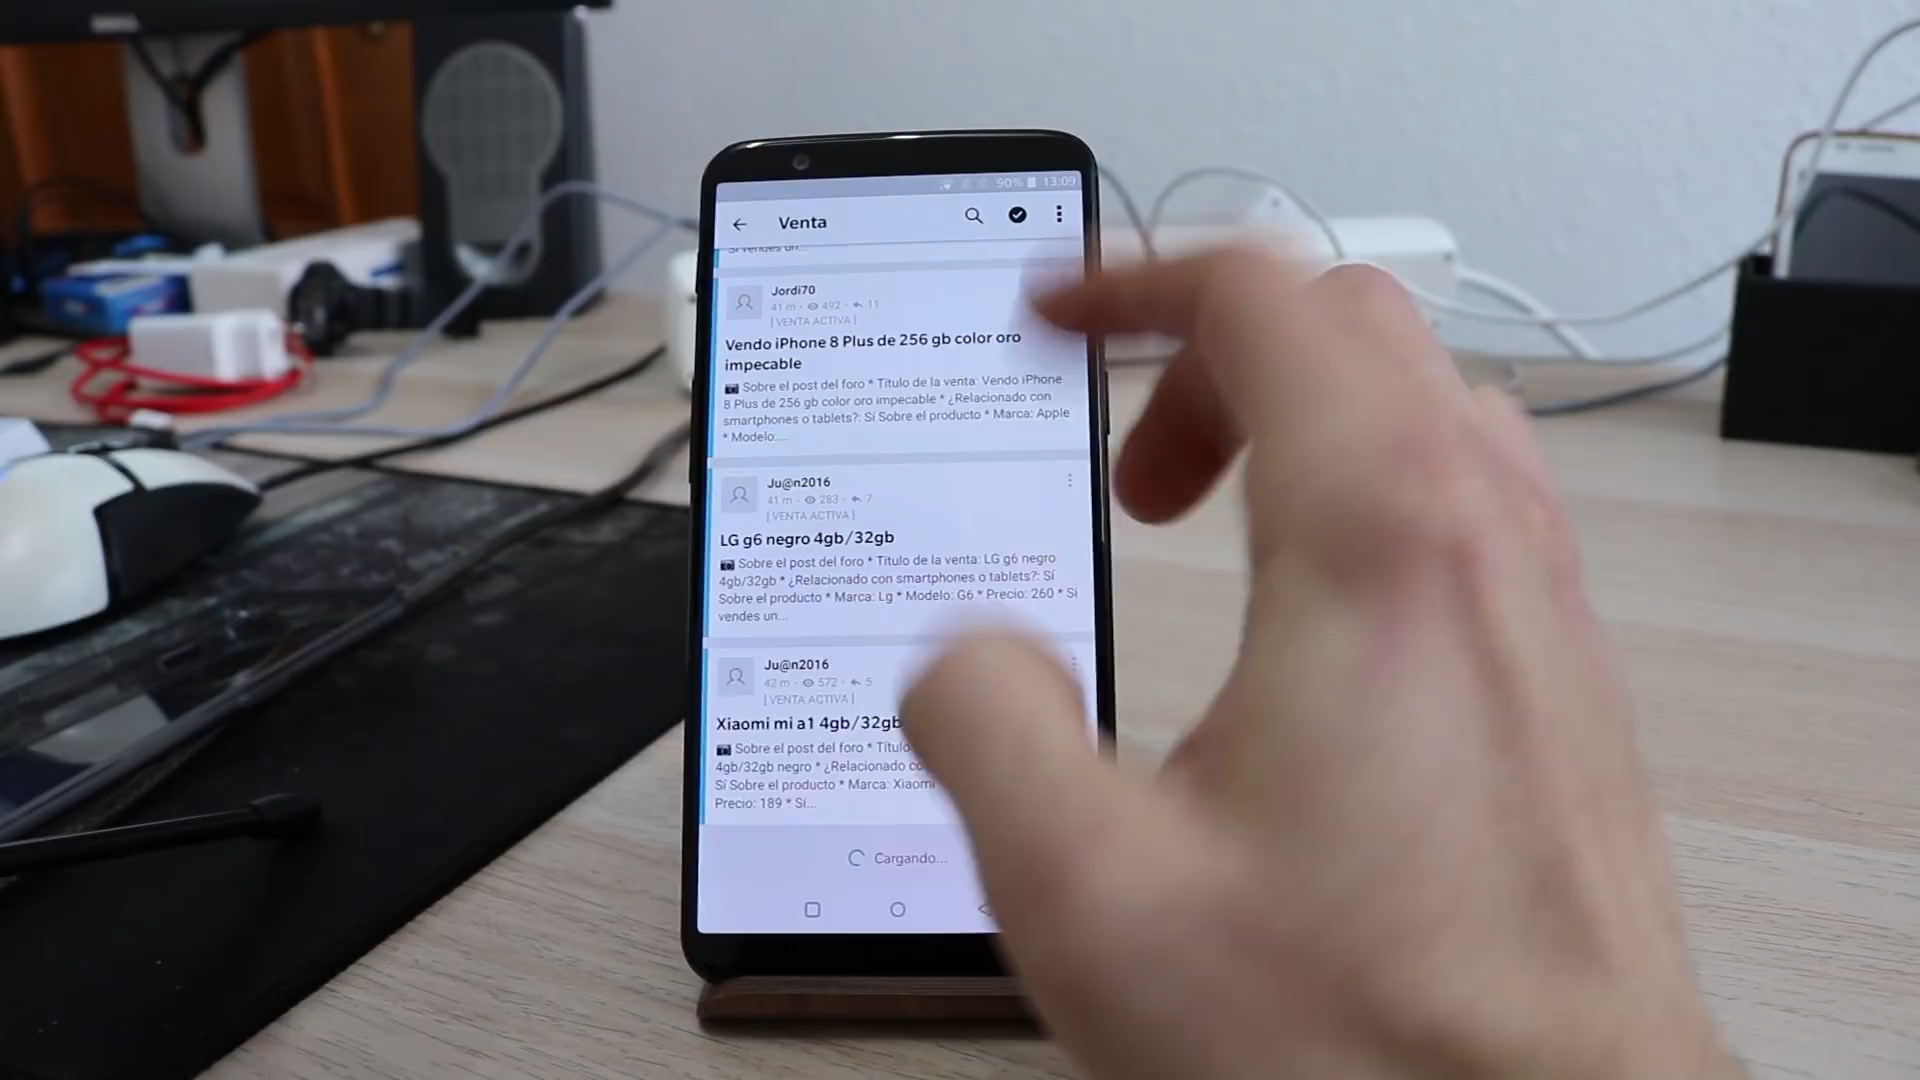 90% 13:09
Venta
Si vendes un...
Jordi70
41 m · 492 · 11
[ VENTA ACTIVA ]
Vendo iPhone 8 Plus de 256 gb color oro
impecable
Sobre el post del foro * Título de la venta: Vendo iPhone
8 Plus de 256 gb color oro impecable * ¿Relacionado con
smartphones o tablets?: Sí Sobre el producto * Marca: Apple
* Modelo:...
Ju@n2016
41 m · 283 · 7
[ VENTA ACTIVA ]
LG g6 negro 4gb/32gb
Sobre el post del foro * Título de la venta: LG g6 negro
4gb/32gb * ¿Relacionado con smartphones o tablets?: Sí
Sobre el producto * Marca: Lg * Modelo: G6 * Precio: 260 * Si
vendes un...
Ju@n2016
42 m · 572 · 5
[ VENTA ACTIVA ]
Xiaomi mi a1 4gb/32gb
Sobre el post del foro * Título
4gb/32gb negro * ¿Relacionado
Sí Sobre el producto * Marca: Xiaomi
Precio: 189 * Si...
Cargando...